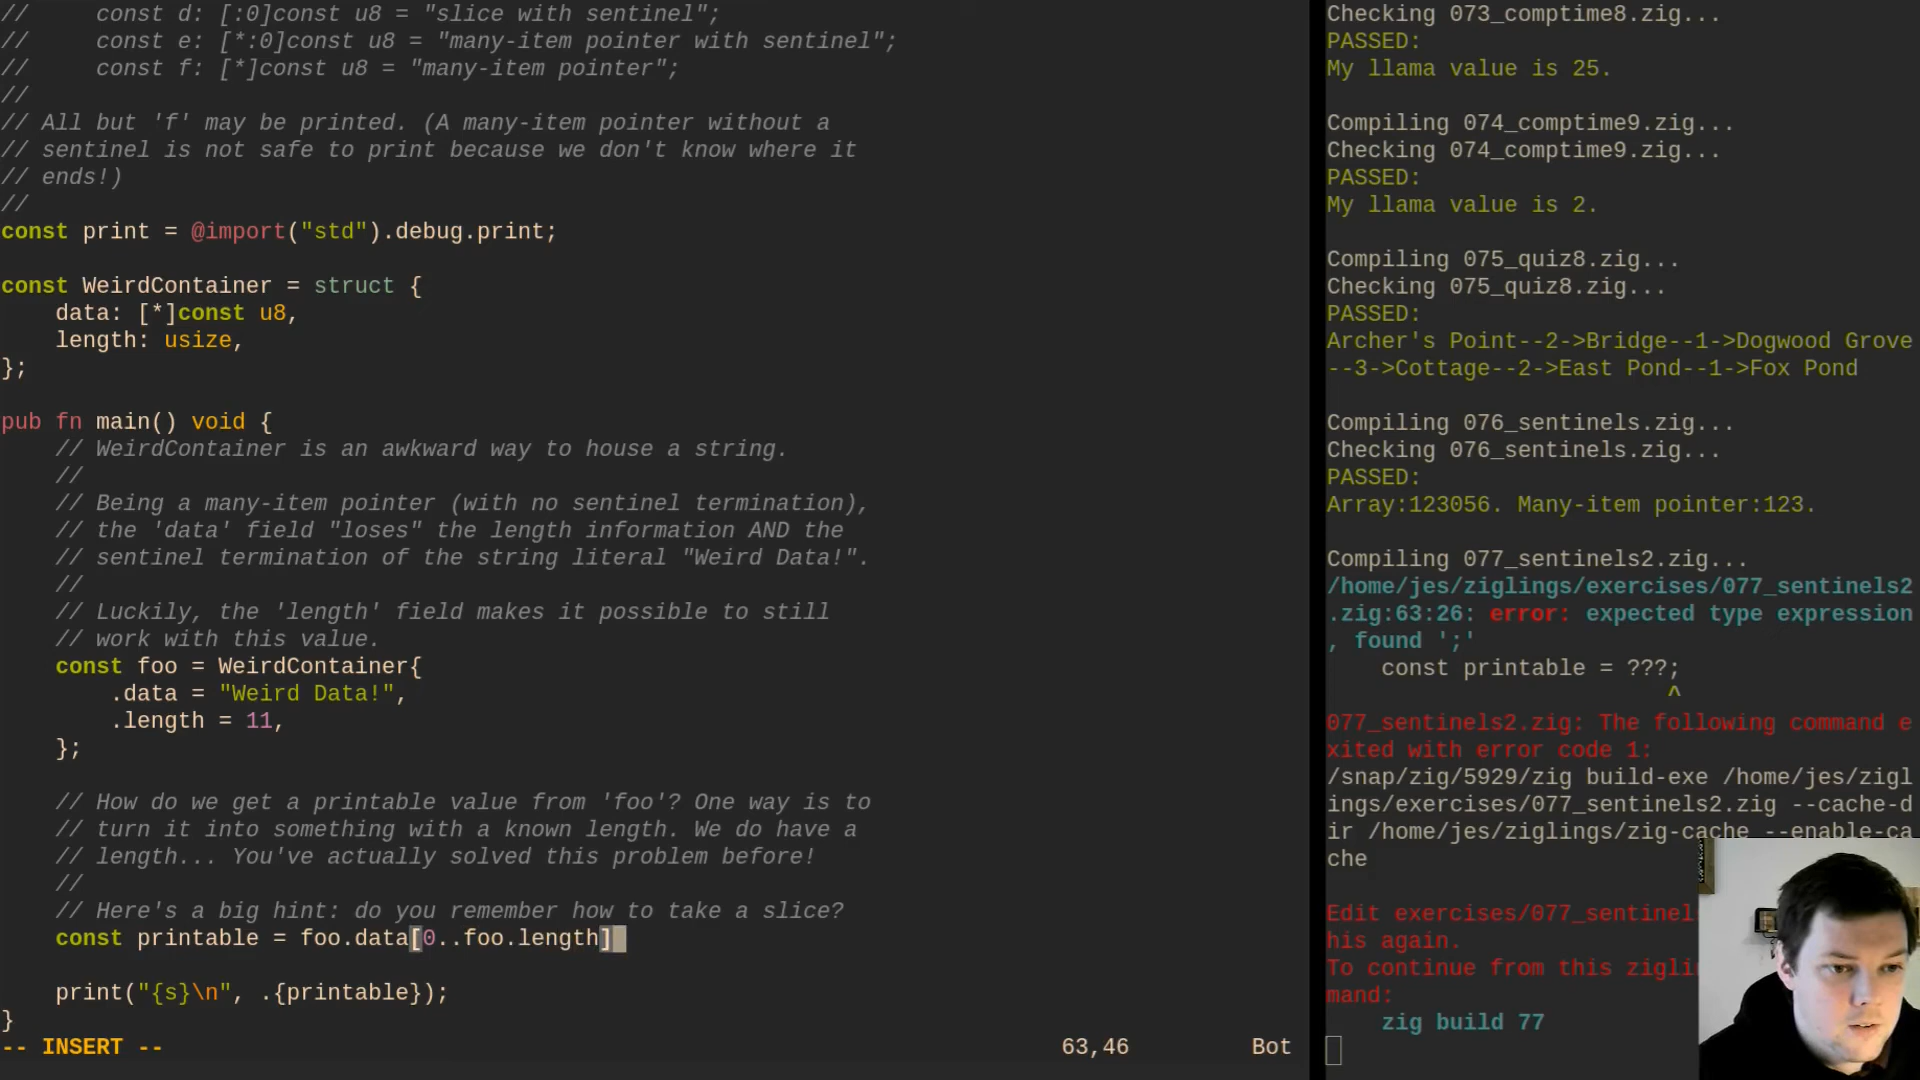 //     const d: [:0]const u8 = "slice with sentinel";
//     const e: [*:0]const u8 = "many-item pointer with sentinel";
//     const f: [*]const u8 = "many-item pointer";
//
// All but 'f' may be printed. (A many-item pointer without a
// sentinel is not safe to print because we don't know where it
// ends!)
//
const print = @import("std").debug.print;
const WeirdContainer = struct {
    data: [*]const u8,
    length: usize,
};
pub fn main() void {
    // WeirdContainer is an awkward way to house a string.
    //
    // Being a many-item pointer (with no sentinel termination),
    // the 'data' field "loses" the length information AND the
    // sentinel termination of the string literal "Weird Data!".
    //
    // Luckily, the 'length' field makes it possible to still
    // work with this value.
    const foo = WeirdContainer{
        .data = "Weird Data!",
        .length = 11,
    };
    // How do we get a printable value from 'foo'? One way is to
    // turn it into something with a known length. We do have a
    // length... You've actually solved this problem before!
    //
    // Here's a big hint: do you remember how to take a slice?
    const printable = foo.data[0..foo.length]
    print("{s}\n", .{printable});
}
-- INSERT --
63,46
Bot
Checking 073_comptime8.zig...
PASSED:
My llama value is 25.
Compiling 074_comptime9.zig...
Checking 074_comptime9.zig...
PASSED:
My llama value is 2.
Compiling 075_quiz8.zig...
Checking 075_quiz8.zig...
PASSED:
Archer's Point--2->Bridge--1->Dogwood Grove
--3->Cottage--2->East Pond--1->Fox Pond
Compiling 076_sentinels.zig...
Checking 076_sentinels.zig...
PASSED:
Array:123056. Many-item pointer:123.
Compiling 077_sentinels2.zig...
/home/jes/ziglings/exercises/077_sentinels2
.zig:63:26: error: expected type expression
, found ';'
    const printable = ???;
^
077_sentinels2.zig: The following command e
xited with error code 1:
/snap/zig/5929/zig build-exe /home/jes/zigl
ings/exercises/077_sentinels2.zig --cache-d
ir /home/jes/ziglings/zig-cache --enable-ca
che
Edit exercises/077_sentinel
his again.
To continue from this zigli
mand:
    zig build 77